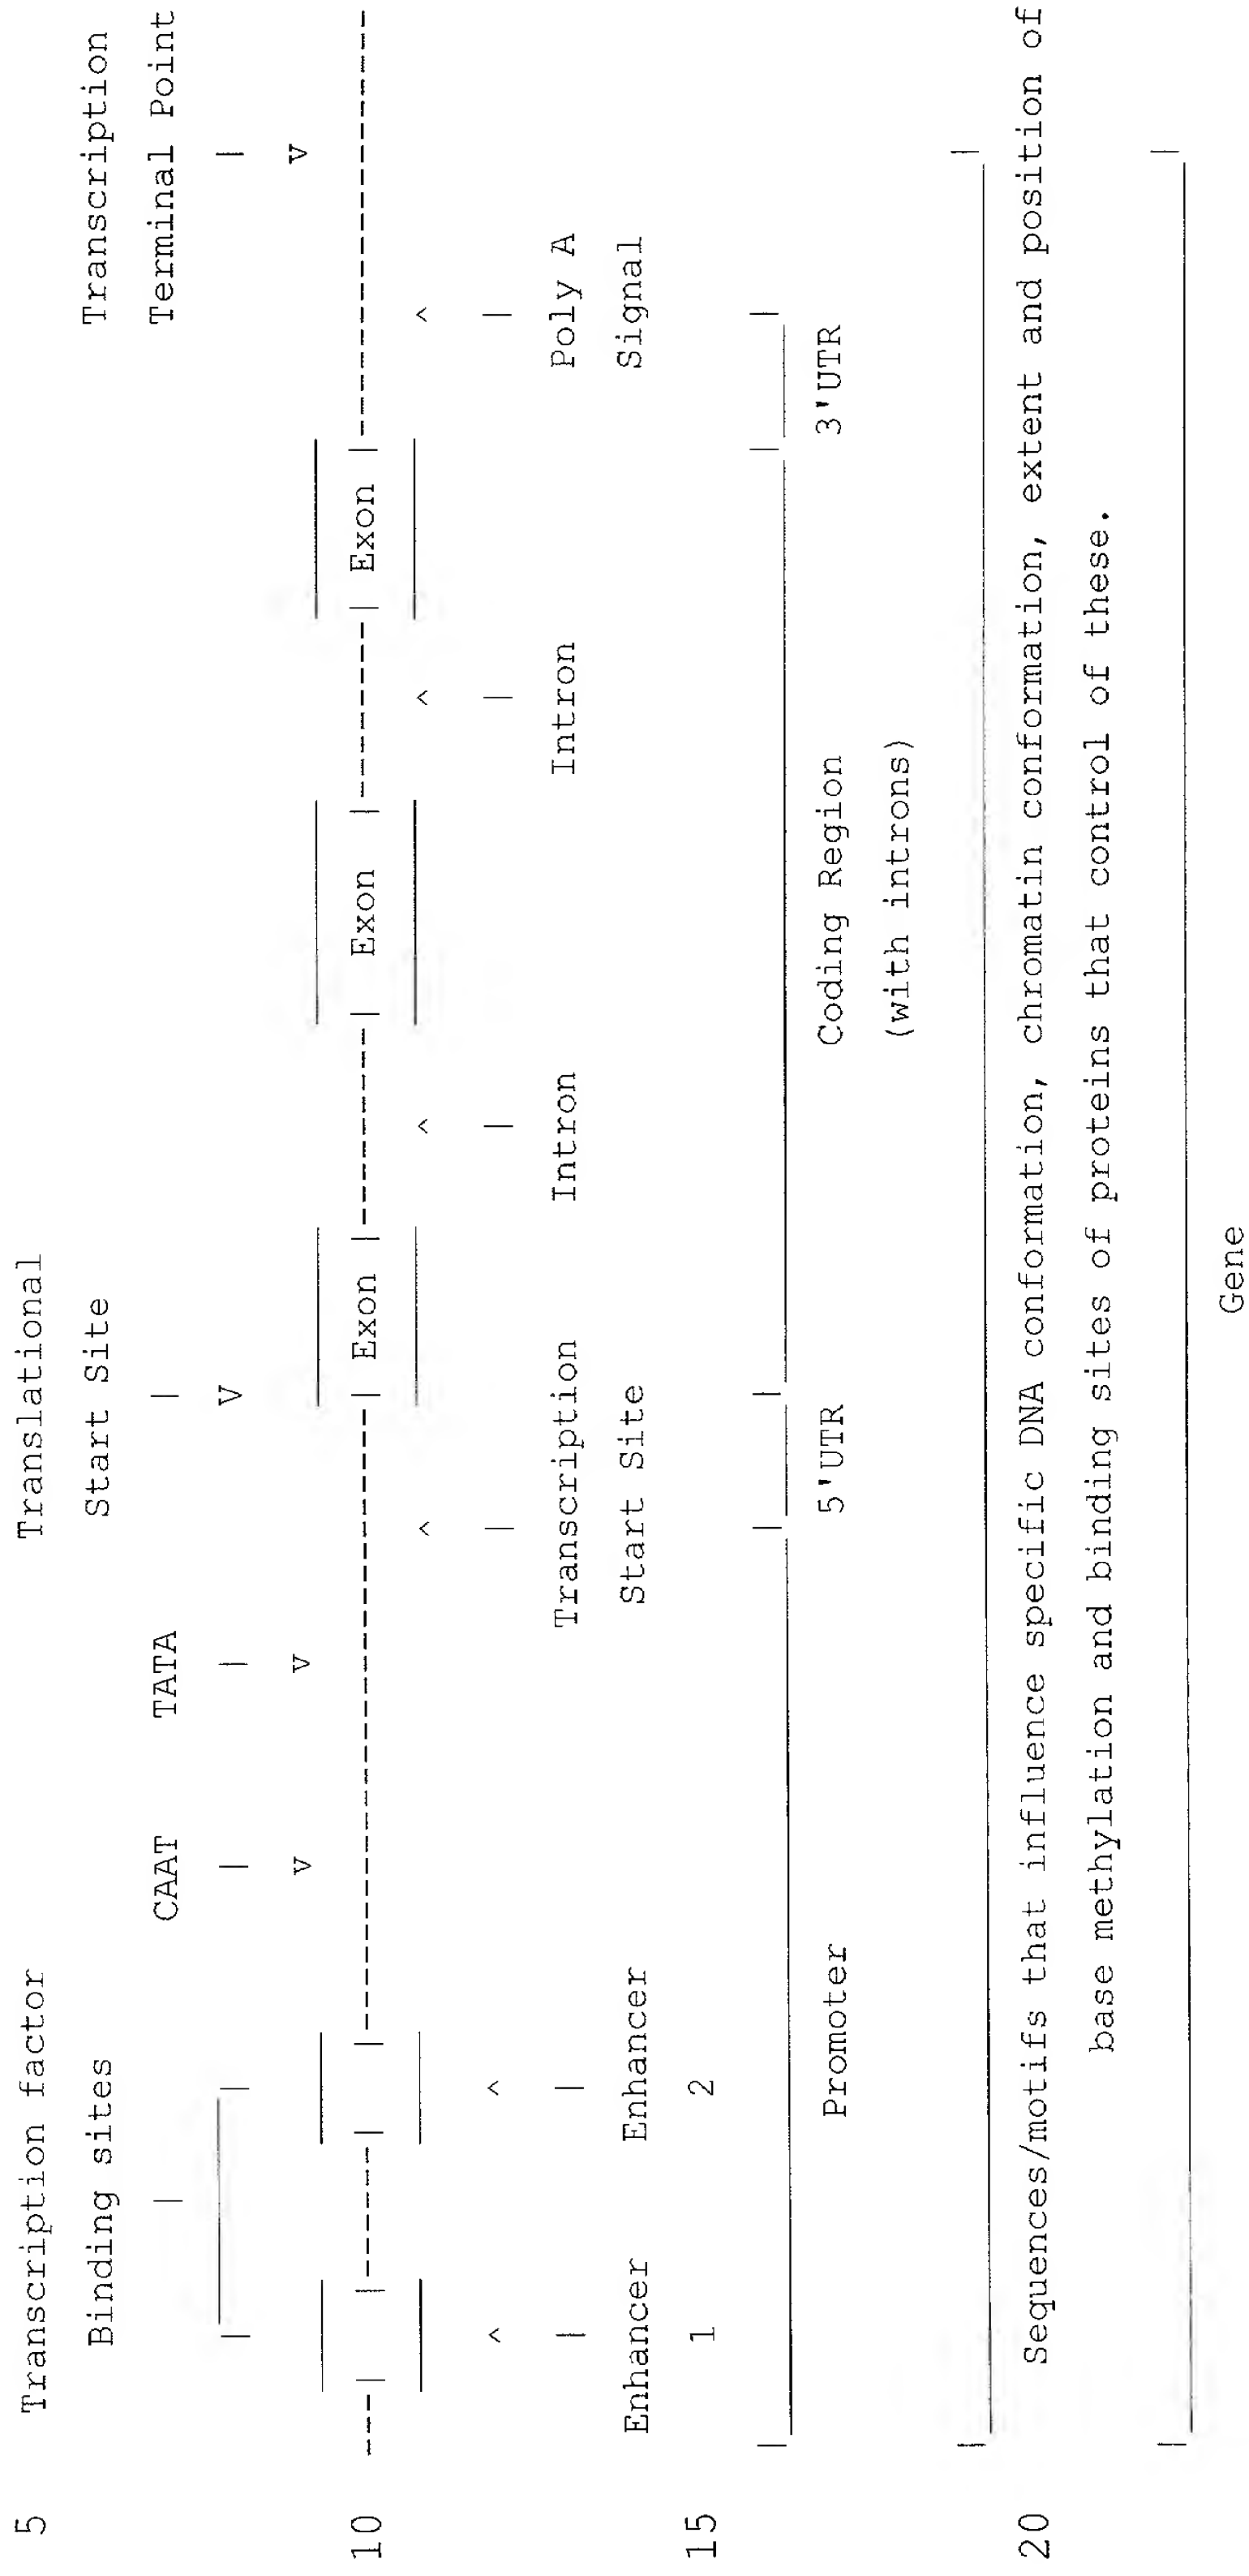 5 Transcription factor Translational
Binding sites Start Site Transcription
CAAT TATA Terminal Point
10 Exon Exon Exon
Intron Intron Poly A
Transcription Signal
Start Site
Enhancer Enhancer
15 1 2
5'UTR 3'UTR
Promoter Coding Region
(with introns)
20 Sequences/motifs that influence specific DNA conformation, chromatin conformation, extent and position of
base methylation and binding sites of proteins that control of these.
Gene